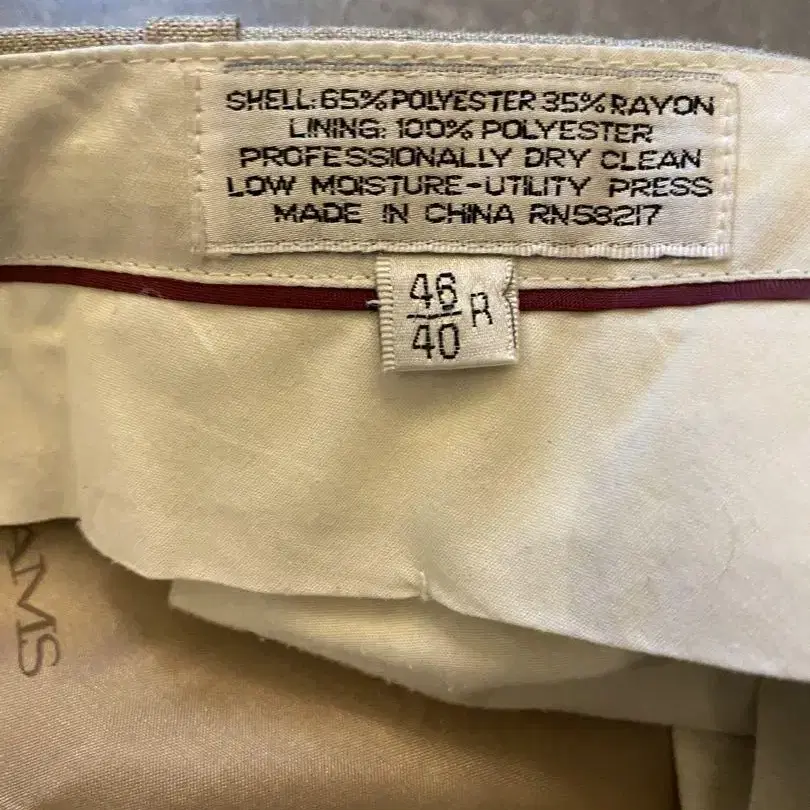 SHELL: 65% POLYESTER 35% RAYON
LINING: 100% POLYESTER
PROFESSIONALLY DRY CLEAN
LOW MOISTURE-UTILITY PRESS
MADE IN CHINA RN58217
46
40 R
AMS